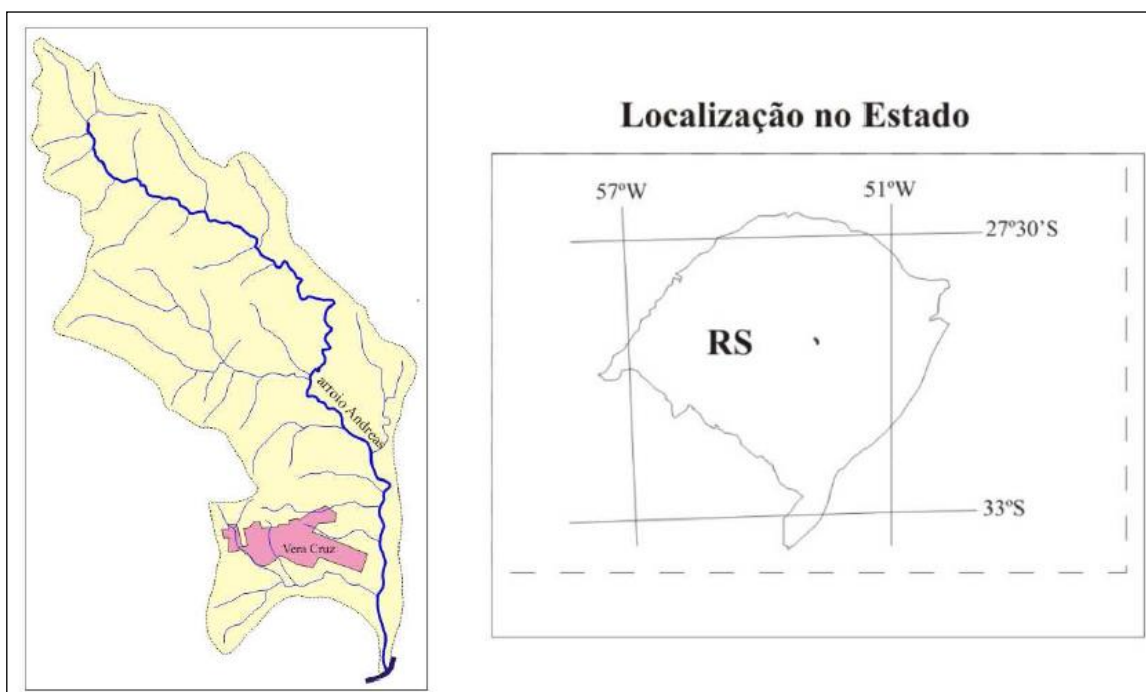 arroio Andreas
Vera Cruz
Localização no Estado
57ºW
51ºW
27º30’S
RS
33ºS